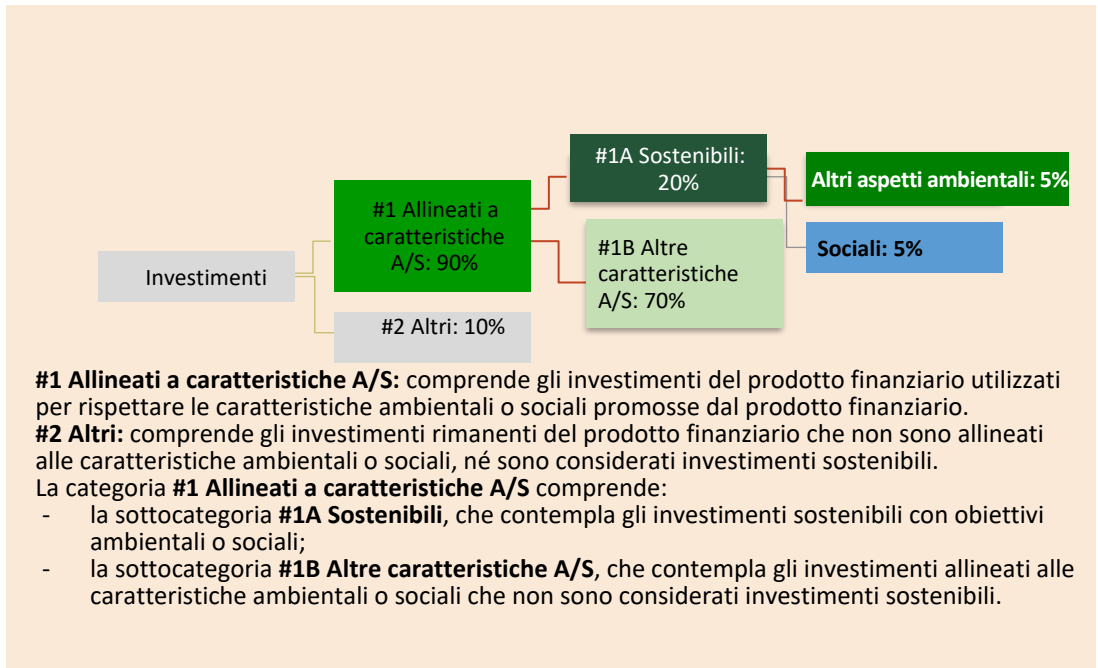 #1A Sostenibili:
20%
Altri aspetti ambientali: 5%
#1 Allineati a
caratteristiche
A/S: 90%
#1B Altre
caratteristiche
A/S: 70%
Sociali: 5%
Investimenti
#2 Altri: 10%
#1 Allineati a caratteristiche A/S: comprende gli investimenti del prodotto finanziario utilizzati
per rispettare le caratteristiche ambientali o sociali promosse dal prodotto finanziario.
#2 Altri: comprende gli investimenti rimanenti del prodotto finanziario che non sono allineati
alle caratteristiche ambientali o sociali, né sono considerati investimenti sostenibili.
La categoria #1 Allineati a caratteristiche A/S comprende:
- la sottocategoria #1A Sostenibili, che contempla gli investimenti sostenibili con obiettivi
ambientali o sociali;
- la sottocategoria #1B Altre caratteristiche A/S, che contempla gli investimenti allineati alle
caratteristiche ambientali o sociali che non sono considerati investimenti sostenibili.